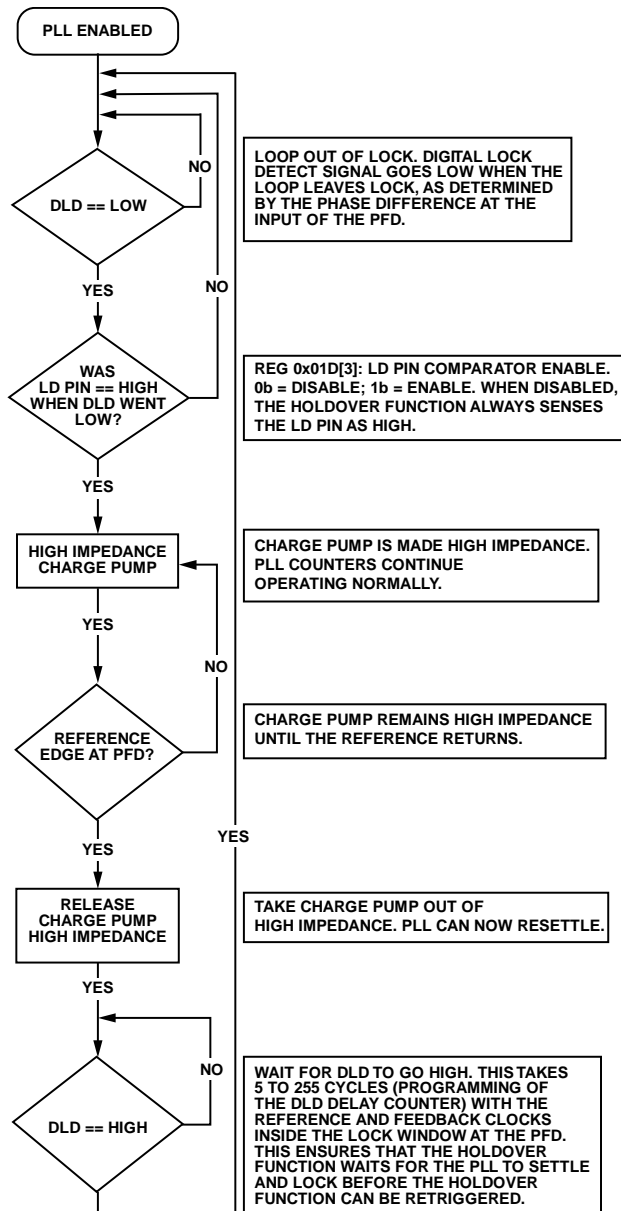 PLL ENABLED
NO
DLD == LOW
LOOP OUT OF LOCK. DIGITAL LOCK
DETECT SIGNAL GOES LOW WHEN THE
LOOP LEAVES LOCK, AS DETERMINED
BY THE PHASE DIFFERENCE AT THE
INPUT OF THE PFD.
YES
NO
WAS
LD PIN == HIGH
WHEN DLD WENT
LOW?
REG 0x01D[3]: LD PIN COMPARATOR ENABLE.
0b = DISABLE; 1b = ENABLE. WHEN DISABLED,
THE HOLDOVER FUNCTION ALWAYS SENSES
THE LD PIN AS HIGH.
YES
HIGH IMPEDANCE
CHARGE PUMP
CHARGE PUMP IS MADE HIGH IMPEDANCE.
PLL COUNTERS CONTINUE
OPERATING NORMALLY.
YES
NO
REFERENCE
EDGE AT PFD?
CHARGE PUMP REMAINS HIGH IMPEDANCE
UNTIL THE REFERENCE RETURNS.
YES
YES
RELEASE
CHARGE PUMP
HIGH IMPEDANCE
TAKE CHARGE PUMP OUT OF
HIGH IMPEDANCE. PLL CAN NOW RESETTLE.
YES
NO
DLD == HIGH
WAIT FOR DLD TO GO HIGH. THIS TAKES
5 TO 255 CYCLES (PROGRAMMING OF
THE DLD DELAY COUNTER) WITH THE
REFERENCE AND FEEDBACK CLOCKS
INSIDE THE LOCK WINDOW AT THE PFD.
THIS ENSURES THAT THE HOLDOVER
FUNCTION WAITS FOR THE PLL TO SETTLE
AND LOCK BEFORE THE HOLDOVER
FUNCTION CAN BE RETRIGGERED.